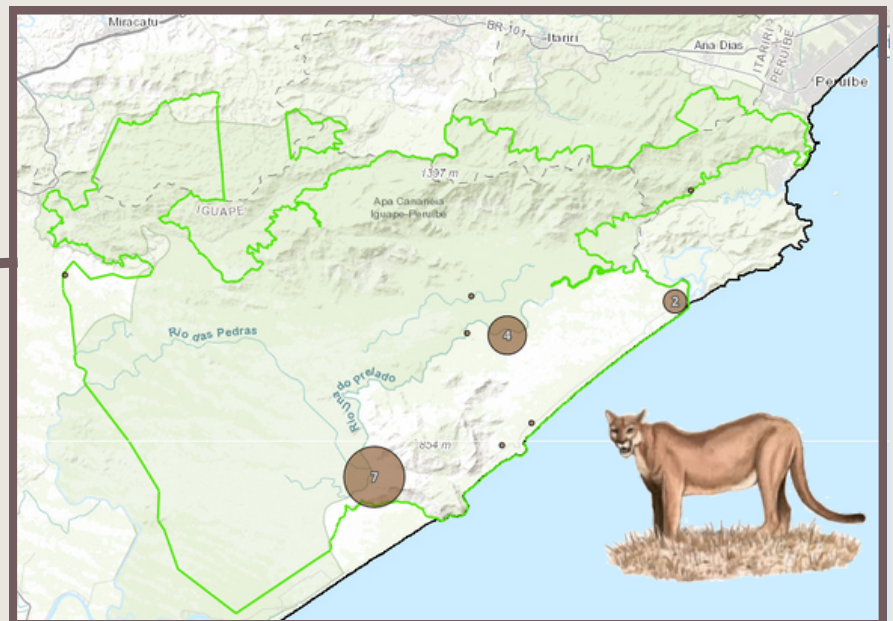 Miracatu
BR-101
Itariri
Ana Dias
ITARIRI
PERUÍBE
Peruíbe
1397 m
IGUAPE
Apa Cananeia
Iguape-Peruíbe
2
Rio das Pedras
4
Rio Una
do prelado
854 m
7